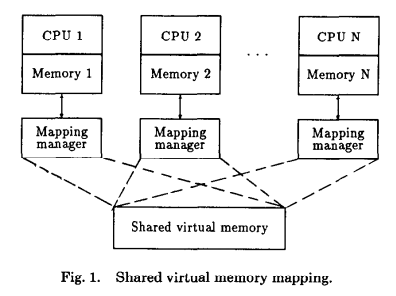 CPU 1
CPU 2
CPU N
. . .
Memory 1
Memory 2
Memory N
Mapping
manager
Mapping
manager
Mapping
manager
Shared virtual memory
Fig. 1. Shared virtual memory mapping.